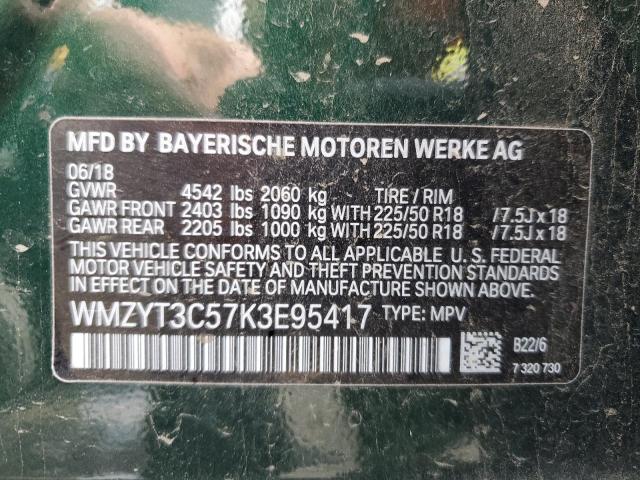 MFD BY BAYERISCHE MOTOREN WERKE AG
06/18
GVWR 4542 lbs 2060 kg TIRE / RIM
GAWR FRONT 2403 lbs 1090 kg WITH 225/50 R18 / 7.5J x 18
GAWR REAR 2205 lbs 1000 kg WITH 225/50 R18 / 7.5J x 18
THIS VEHICLE CONFORMS TO ALL APPLICABLE U. S. FEDERAL
MOTOR VEHICLE SAFETY AND THEFT PREVENTION STANDARDS
IN EFFECT ON THE DATE OF MANUFACTURE SHOWN ABOVE.
WMZYT3C57K3E95417 TYPE: MPV
B22/6
7 320 730